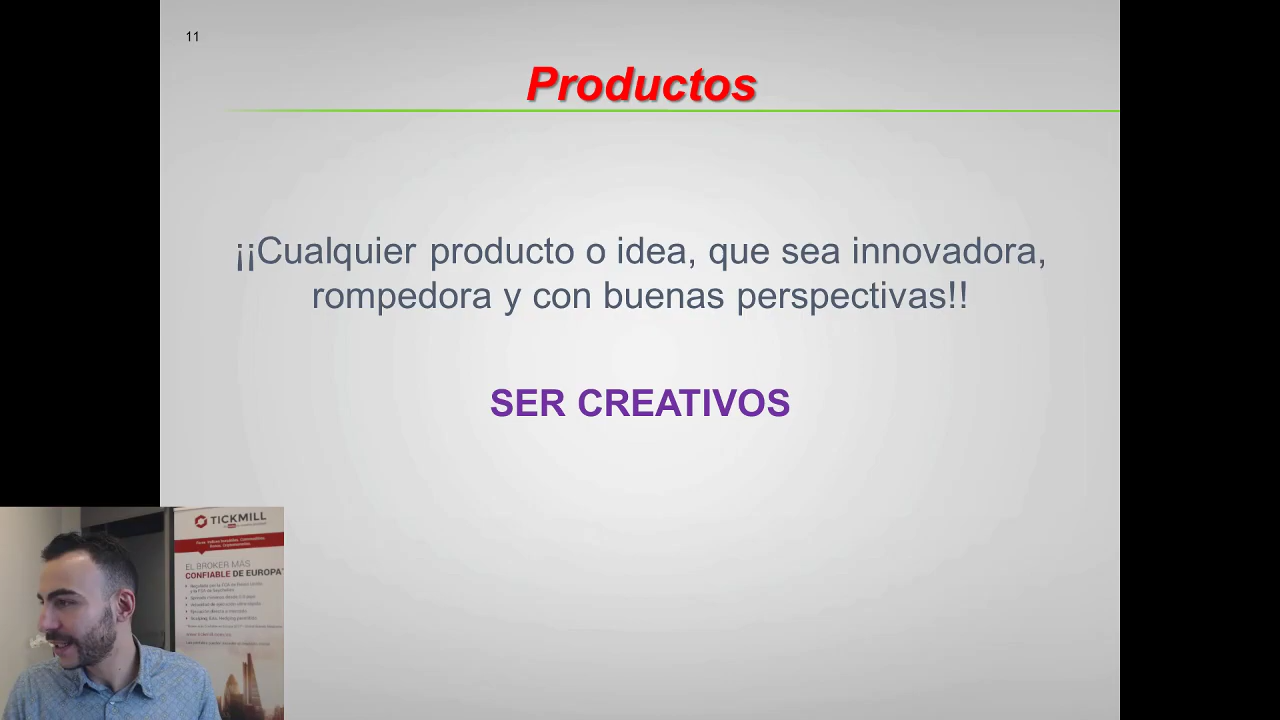 11
Productos
¡¡Cualquier producto o idea, que sea innovadora,
rompedora y con buenas perspectivas!!
SER CREATIVOS
TICKMILL
EL BROKER MÁS
CONFIABLE DE EUROPA